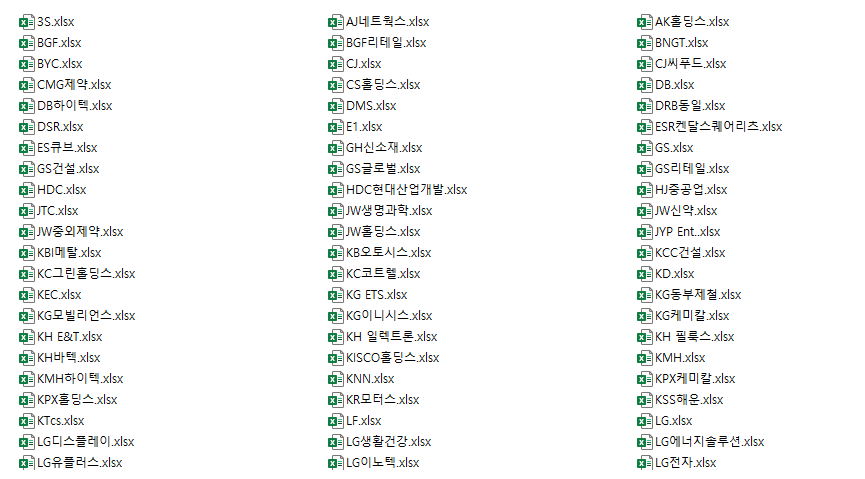 3S.xlsx
AJ네트웍스.xlsx
AK홀딩스.xlsx
BGF.xlsx
BGF리테일.xlsx
BNGT.xlsx
BYC.xlsx
CJ.xlsx
CJ씨푸드.xlsx
CMG제약.xlsx
CS홀딩스.xlsx
DB.xlsx
DB하이텍.xlsx
DMS.xlsx
DRB동일.xlsx
DSR.xlsx
E1.xlsx
ESR켄달스퀘어리츠.xlsx
ES큐브.xlsx
GH신소재.xlsx
GS.xlsx
GS건설.xlsx
GS글로벌.xlsx
GS리테일.xlsx
HDC.xlsx
HDC현대산업개발.xlsx
HJ중공업.xlsx
JTC.xlsx
JW생명과학.xlsx
JW신약.xlsx
JW중외제약.xlsx
JW홀딩스.xlsx
JYP Ent..xlsx
KBI메탈.xlsx
KB오토시스.xlsx
KCC건설.xlsx
KC그린홀딩스.xlsx
KC코트렐.xlsx
KD.xlsx
KEC.xlsx
KG ETS.xlsx
KG동부제철.xlsx
KG모빌리언스.xlsx
KG이니시스.xlsx
KG케미칼.xlsx
KH E&T.xlsx
KH 일렉트론.xlsx
KH 필룩스.xlsx
KH바텍.xlsx
KISCO홀딩스.xlsx
KMH.xlsx
KMH하이텍.xlsx
KNN.xlsx
KPX케미칼.xlsx
KPX홀딩스.xlsx
KR모터스.xlsx
KSS해운.xlsx
KTcs.xlsx
LF.xlsx
LG.xlsx
LG디스플레이.xlsx
LG생활건강.xlsx
LG에너지솔루션.xlsx
LG유플러스.xlsx
LG이노텍.xlsx
LG전자.xlsx